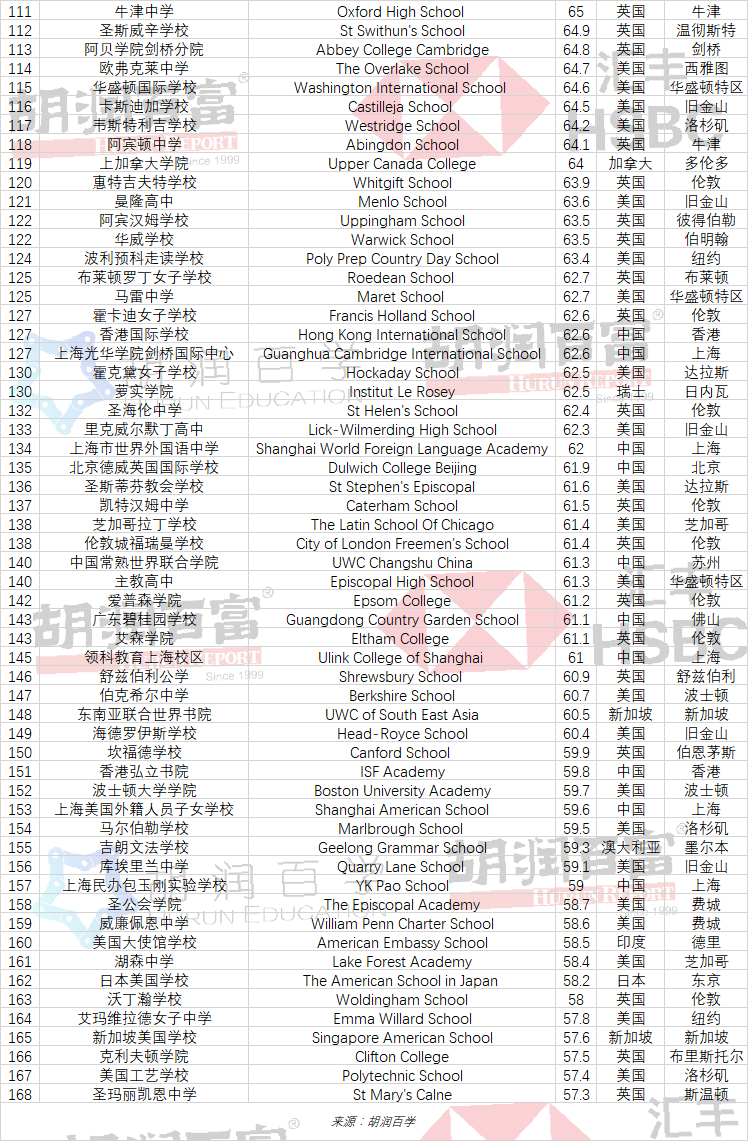 111 牛津中学 Oxford High School 65 英国 牛津
112 圣斯威辛学校 St Swithun's School 64.9 英国 温彻斯特
113 阿贝学院剑桥分院 Abbey College Cambridge 64.8 英国 剑桥
114 欧弗克莱中学 The Overlake School 64.7 美国 西雅图
115 华盛顿国际学校 Washington International School 64.6 美国 华盛顿特区
116 卡斯迪加学校 Castilleja School 64.5 美国 旧金山
117 韦斯特利吉学校 Westridge School 64.2 美国 洛杉矶
118 阿宾顿中学 Abingdon School 64.1 英国 牛津
119 上加拿大学院 Upper Canada College 64 加拿大 多伦多
120 惠特吉夫特学校 Whitgift School 63.9 英国 伦敦
121 曼隆高中 Menlo School 63.6 美国 旧金山
122 阿宾汉姆学校 Uppingham School 63.5 英国 彼得伯勒
122 华威学校 Warwick School 63.5 英国 伯明翰
124 波利预科走读学校 Poly Prep Country Day School 63.4 美国 纽约
125 布莱顿罗丁女子学校 Roedean School 62.7 英国 布莱顿
125 马雷中学 Maret School 62.7 美国 华盛顿特区
127 霍卡迪女子学校 Francis Holland School 62.6 英国 伦敦
127 香港国际学校 Hong Kong International School 62.6 中国 香港
127 上海光华学院剑桥国际中心 Guanghua Cambridge International School 62.6 中国 上海
130 霍克黛女子学校 Hockaday School 62.5 美国 达拉斯
130 萝实学院 Institut Le Rosey 62.5 瑞士 日内瓦
132 圣海伦中学 St Helen's School 62.4 英国 伦敦
133 里克威尔默丁高中 Lick-Wilmerding High School 62.3 美国 旧金山
134 上海市世界外国语中学 Shanghai World Foreign Language Academy 62 中国 上海
135 北京德威英国国际学校 Dulwich College Beijing 61.9 中国 北京
136 圣斯蒂芬教会学校 St Stephen's Episcopal 61.6 美国 达拉斯
137 凯特汉姆中学 Caterham School 61.5 英国 伦敦
138 芝加哥拉丁学校 The Latin School Of Chicago 61.4 美国 芝加哥
138 伦敦城福瑞曼学校 City of London Freemen's School 61.4 英国 伦敦
140 中国常熟世界联合学院 UWC Changshu China 61.3 中国 苏州
140 主教高中 Episcopal High School 61.3 美国 华盛顿特区
142 爱普森学院 Epsom College 61.2 英国 伦敦
143 广东碧桂园学校 Guangdong Country Garden School 61.1 中国 佛山
143 艾森学院 Eltham College 61.1 英国 伦敦
145 领科教育上海校区 Ulink College of Shanghai 61 中国 上海
146 舒兹伯利公学 Shrewsbury School 60.9 英国 舒兹伯利
147 伯克希尔中学 Berkshire School 60.7 美国 波士顿
148 东南亚联合世界书院 UWC of South East Asia 60.5 新加坡 新加坡
149 海德罗伊斯学校 Head-Royce School 60.4 美国 旧金山
150 坎福德学校 Canford School 59.9 英国 伯恩茅斯
151 香港弘立书院 ISF Academy 59.8 中国 香港
152 波士顿大学学院 Boston University Academy 59.7 美国 波士顿
153 上海美国外籍人员子女学校 Shanghai American School 59.6 中国 上海
154 马尔伯勒学校 Marlbrough School 59.5 美国 洛杉矶
155 吉朗文法学校 Geelong Grammar School 59.3 澳大利亚 墨尔本
156 库埃里兰中学 Quarry Lane School 59.1 美国 旧金山
157 上海民办包玉刚实验学校 YK Pao School 59 中国 上海
158 圣公会学院 The Episcopal Academy 58.7 美国 费城
159 威廉佩恩中学 William Penn Charter School 58.6 美国 费城
160 美国大使馆学校 American Embassy School 58.5 印度 德里
161 湖森中学 Lake Forest Academy 58.4 美国 芝加哥
162 日本美国学校 The American School in Japan 58.2 日本 东京
163 沃丁瀚学校 Woldingham School 58 英国 伦敦
164 艾玛维拉德女子中学 Emma Willard School 57.8 美国 纽约
165 新加坡美国学校 Singapore American School 57.6 新加坡 新加坡
166 克利夫顿学院 Clifton College 57.5 英国 布里斯托尔
167 美国工艺学校 Polytechnic School 57.4 美国 洛杉矶
168 圣玛丽凯恩中学 St Mary's Calne 57.3 英国 斯温顿
来源：胡润百学